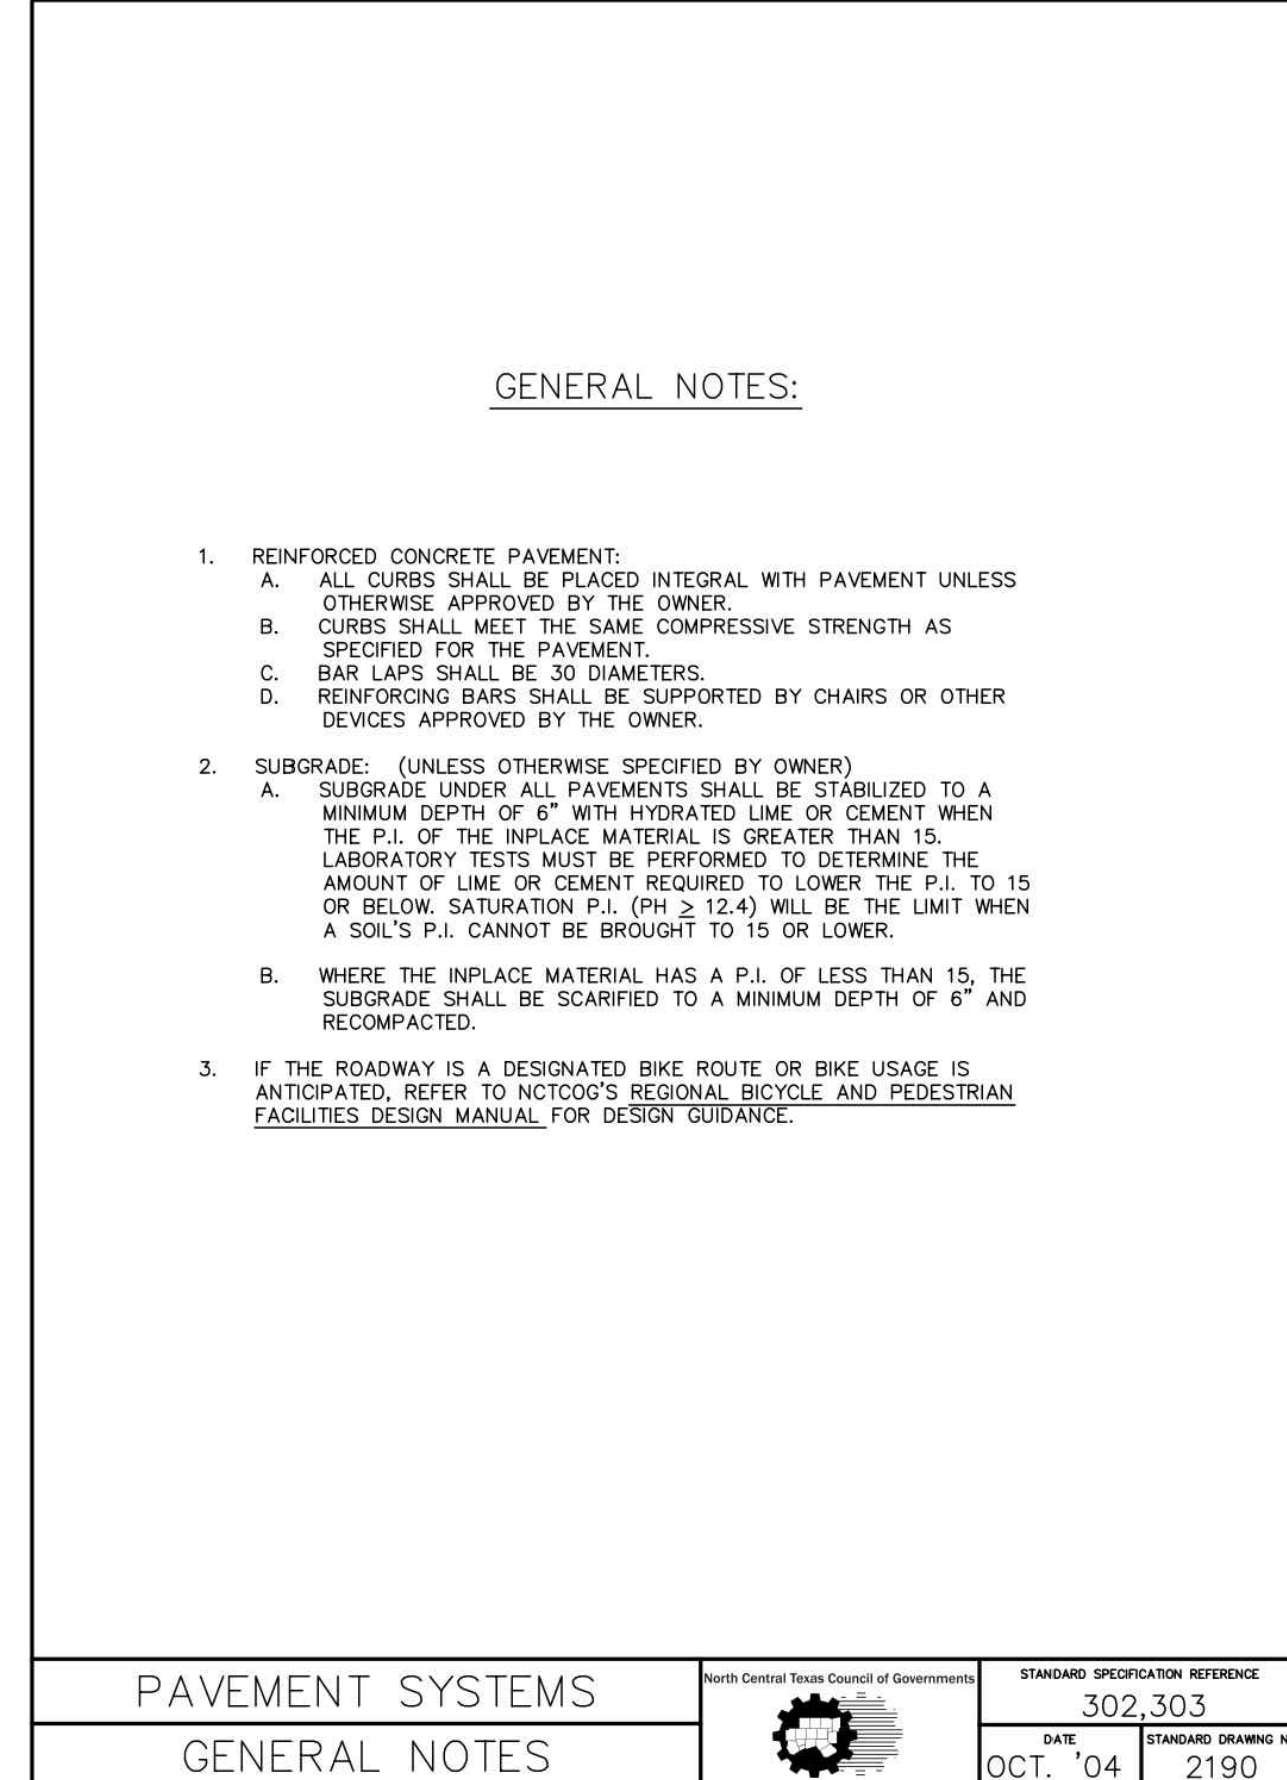 GENERAL NOTES:
1. REINFORCED CONCRETE PAVEMENT:
A. ALL CURBS SHALL BE PLACED INTEGRAL WITH PAVEMENT UNLESS
OTHERWISE APPROVED BY THE OWNER.
B. CURBS SHALL MEET THE SAME COMPRESSIVE STRENGTH AS
SPECIFIED FOR THE PAVEMENT.
C. BAR LAPS SHALL BE 30 DIAMETERS.
D. REINFORCING BARS SHALL BE SUPPORTED BY CHAIRS OR OTHER
DEVICES APPROVED BY THE OWNER.
2. SUBGRADE: (UNLESS OTHERWISE SPECIFIED BY OWNER)
A. SUBGRADE UNDER ALL PAVEMENTS SHALL BE STABILIZED TO A
MINIMUM DEPTH OF 6" WITH HYDRATED LIME OR CEMENT WHEN
THE P.I. OF THE INPLACE MATERIAL IS GREATER THAN 15.
LABORATORY TESTS MUST BE PERFORMED TO DETERMINE THE
AMOUNT OF LIME OR CEMENT REQUIRED TO LOWER THE P.I. TO 15
OR BELOW. SATURATION P.I. (PH ≥ 12.4) WILL BE THE LIMIT WHEN
A SOIL'S P.I. CANNOT BE BROUGHT TO 15 OR LOWER.
B. WHERE THE INPLACE MATERIAL HAS A P.I. OF LESS THAN 15, THE
SUBGRADE SHALL BE SCARIFIED TO A MINIMUM DEPTH OF 6" AND
RECOMPACTED.
3. IF THE ROADWAY IS A DESIGNATED BIKE ROUTE OR BIKE USAGE IS
ANTICIPATED, REFER TO NCTCOG'S REGIONAL BICYCLE AND PEDESTRIAN
FACILITIES DESIGN MANUAL FOR DESIGN GUIDANCE.
PAVEMENT SYSTEMS
GENERAL NOTES
North Central Texas Council of Governments
STANDARD SPECIFICATION REFERENCE
302,303
DATE
OCT. '04
STANDARD DRAWING N
2190